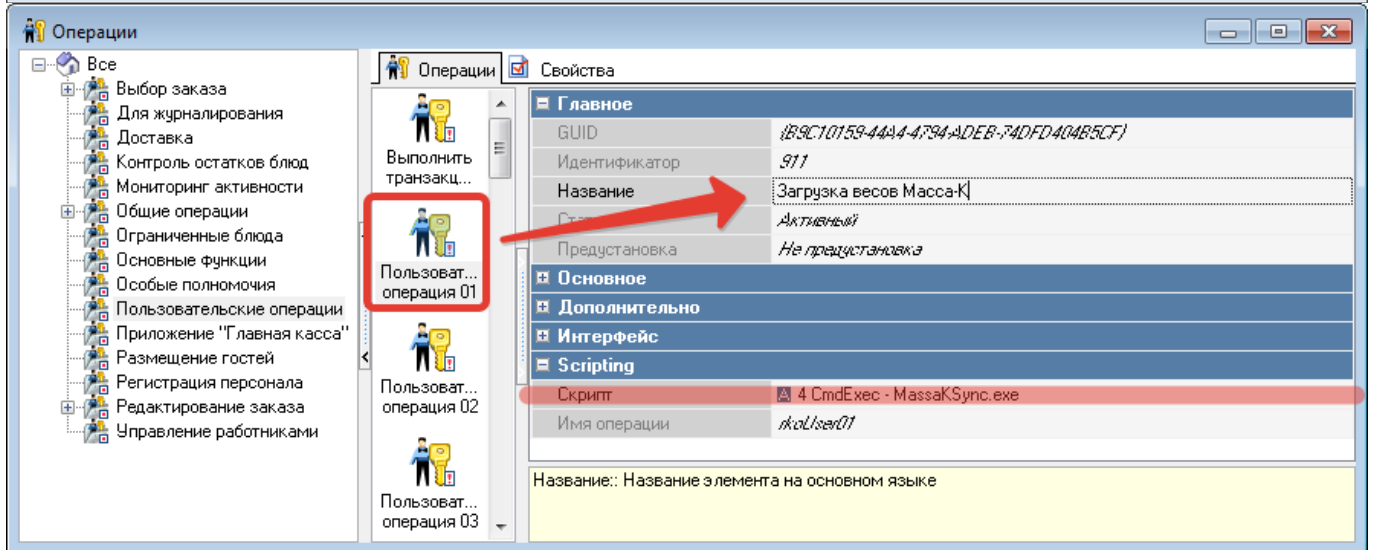 Операции
Все
Выбор заказа
Для журналирования
Доставка
Контроль остатков блюд
Мониторинг активности
Общие операции
Ограниченные блюда
Основные функции
Особые полномочия
Пользовательские операции
Приложение "Главная касса"
Размещение гостей
Регистрация персонала
Редактирование заказа
Управление работниками
Операции
Свойства
Выполнить
транзакц...
Пользоват...
операция 01
Пользоват...
операция 02
Пользоват...
операция 03
Главное
GUID {B9C10159-44A4-4794-ADEB-74DFD404B5CF}
Идентификатор 911
Название Загрузка весов Масса-К
Активный
Предустановка Не предустановка
Основное
Дополнительно
Интерфейс
Scripting
Скрипт A 4 CmdExec - MassaKSync.exe
Имя операции rkoUser01
Название:: Название элемента на основном языке